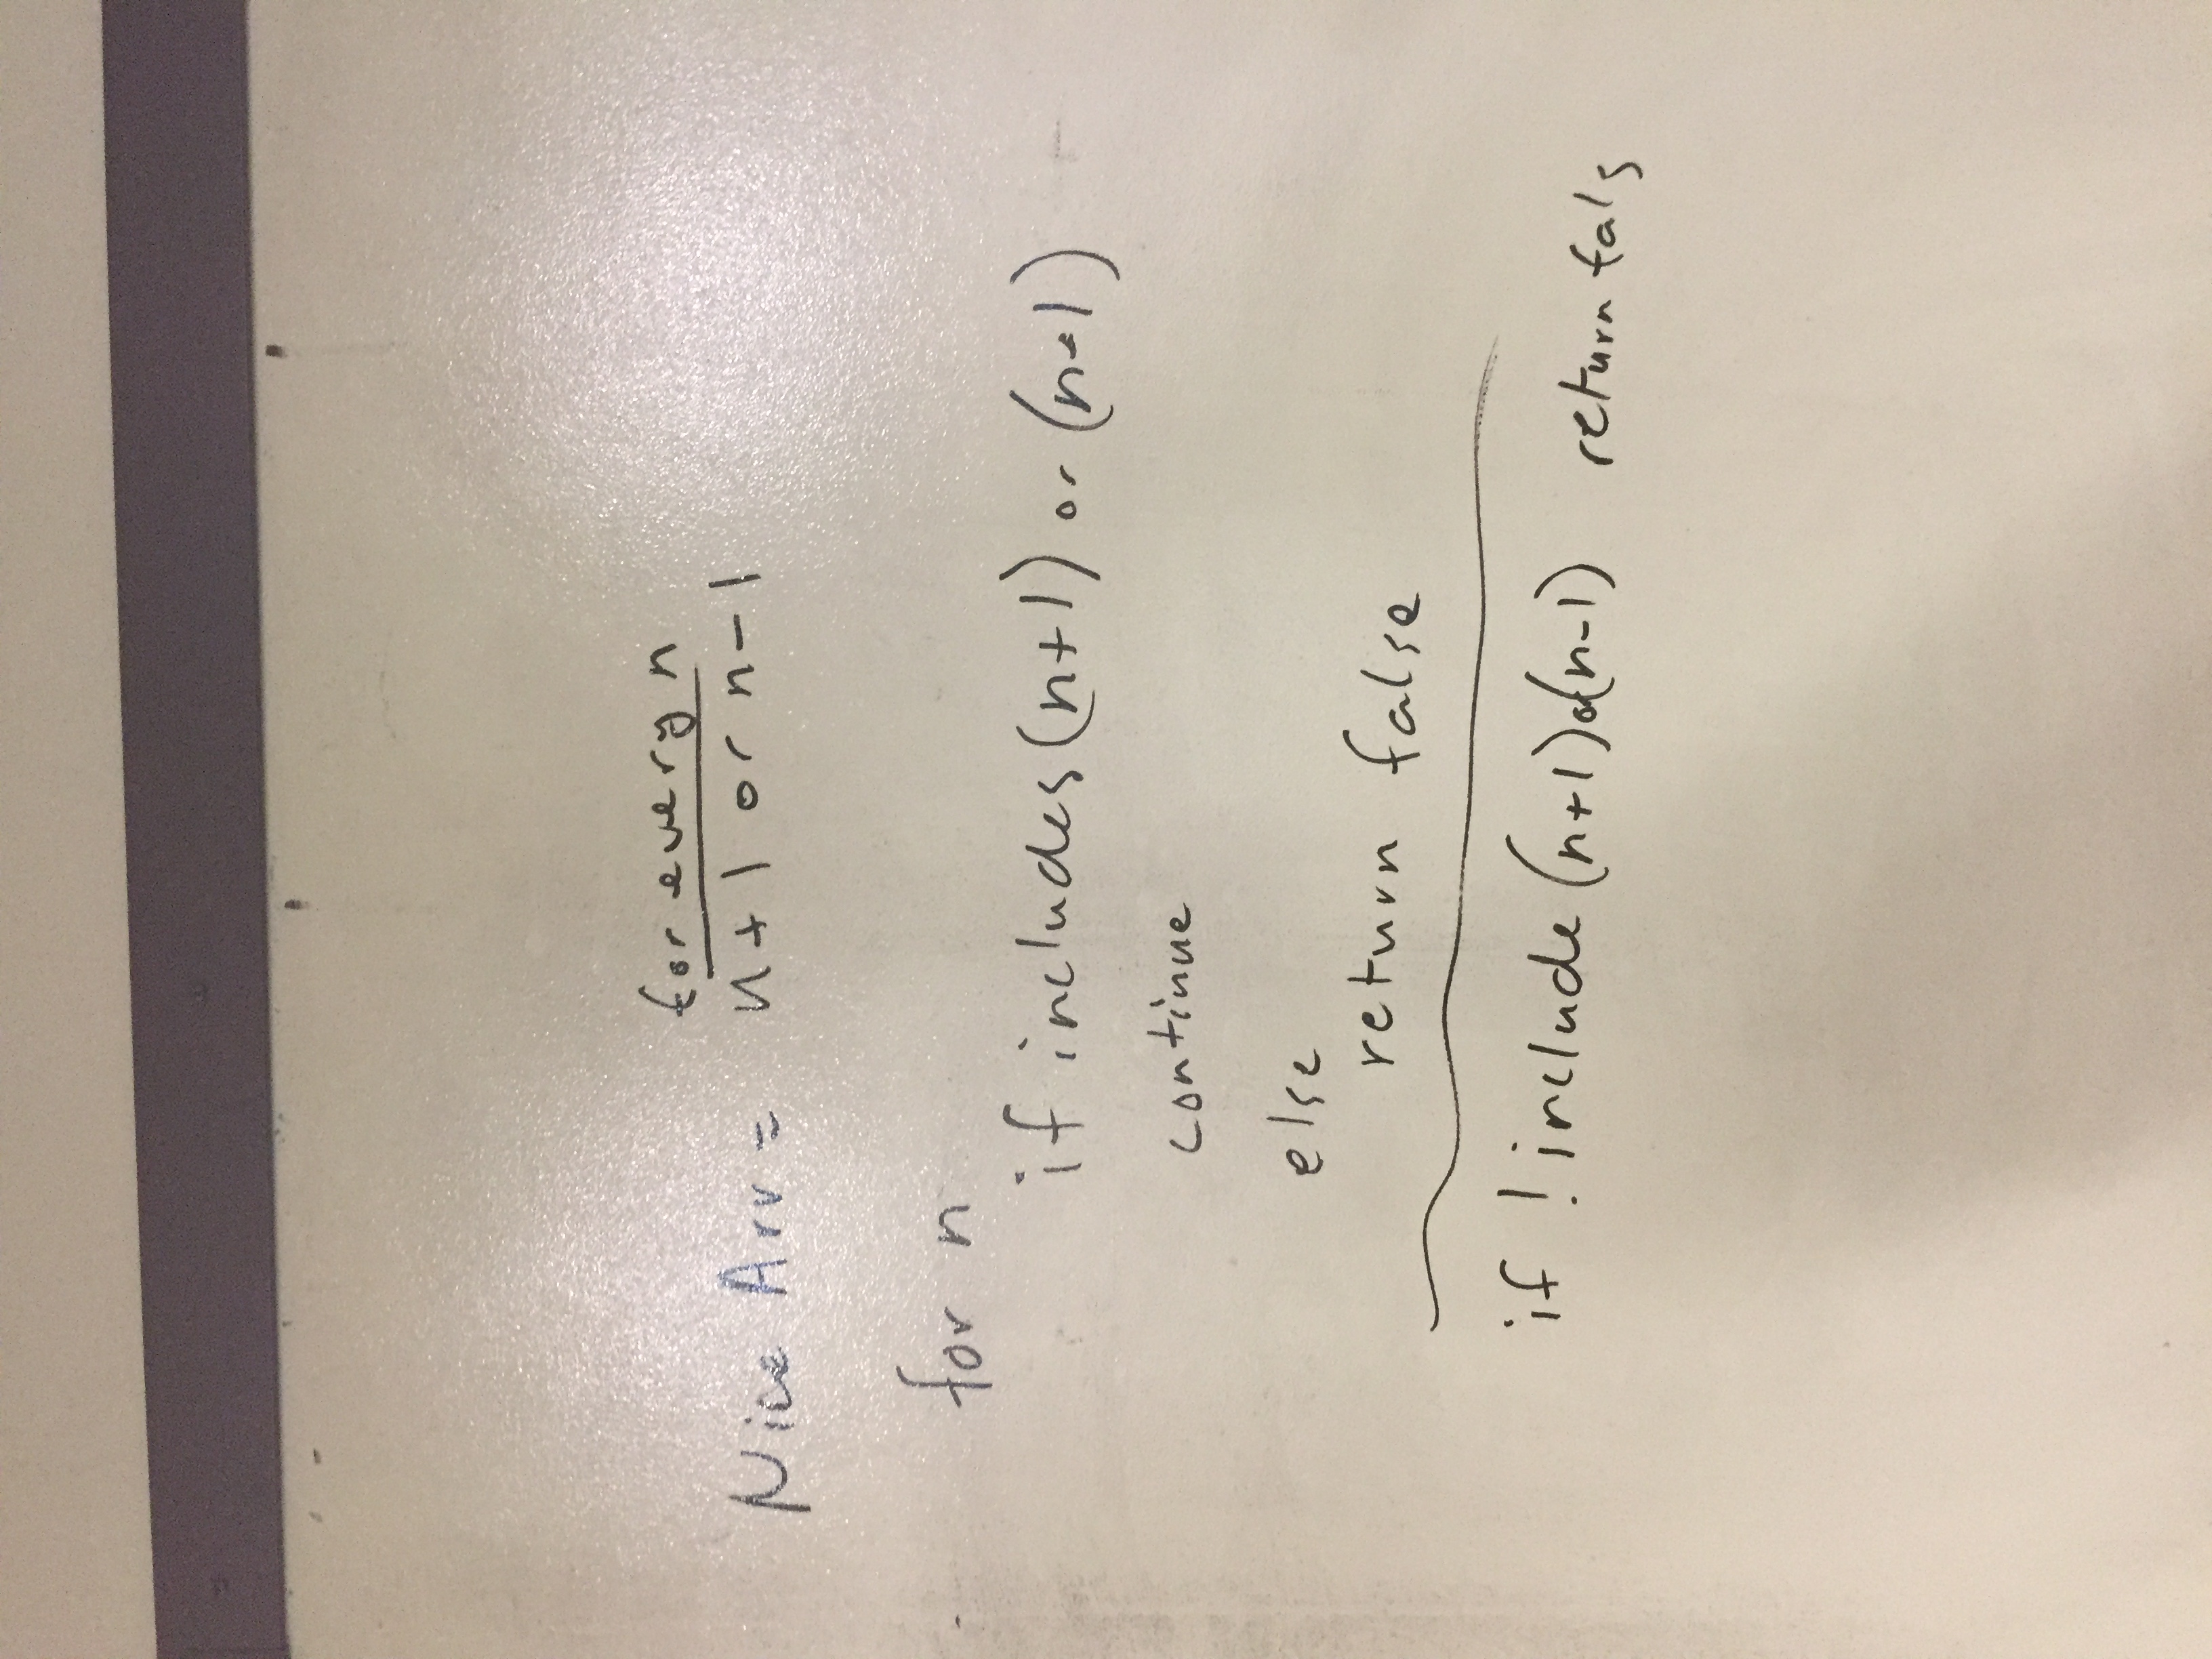 for every n
Nice Arr = n+1 or n-1
for n
if includes (n+1) or (n-1)
continue
else
return false
if !include (n+1)or(n-1) return fals